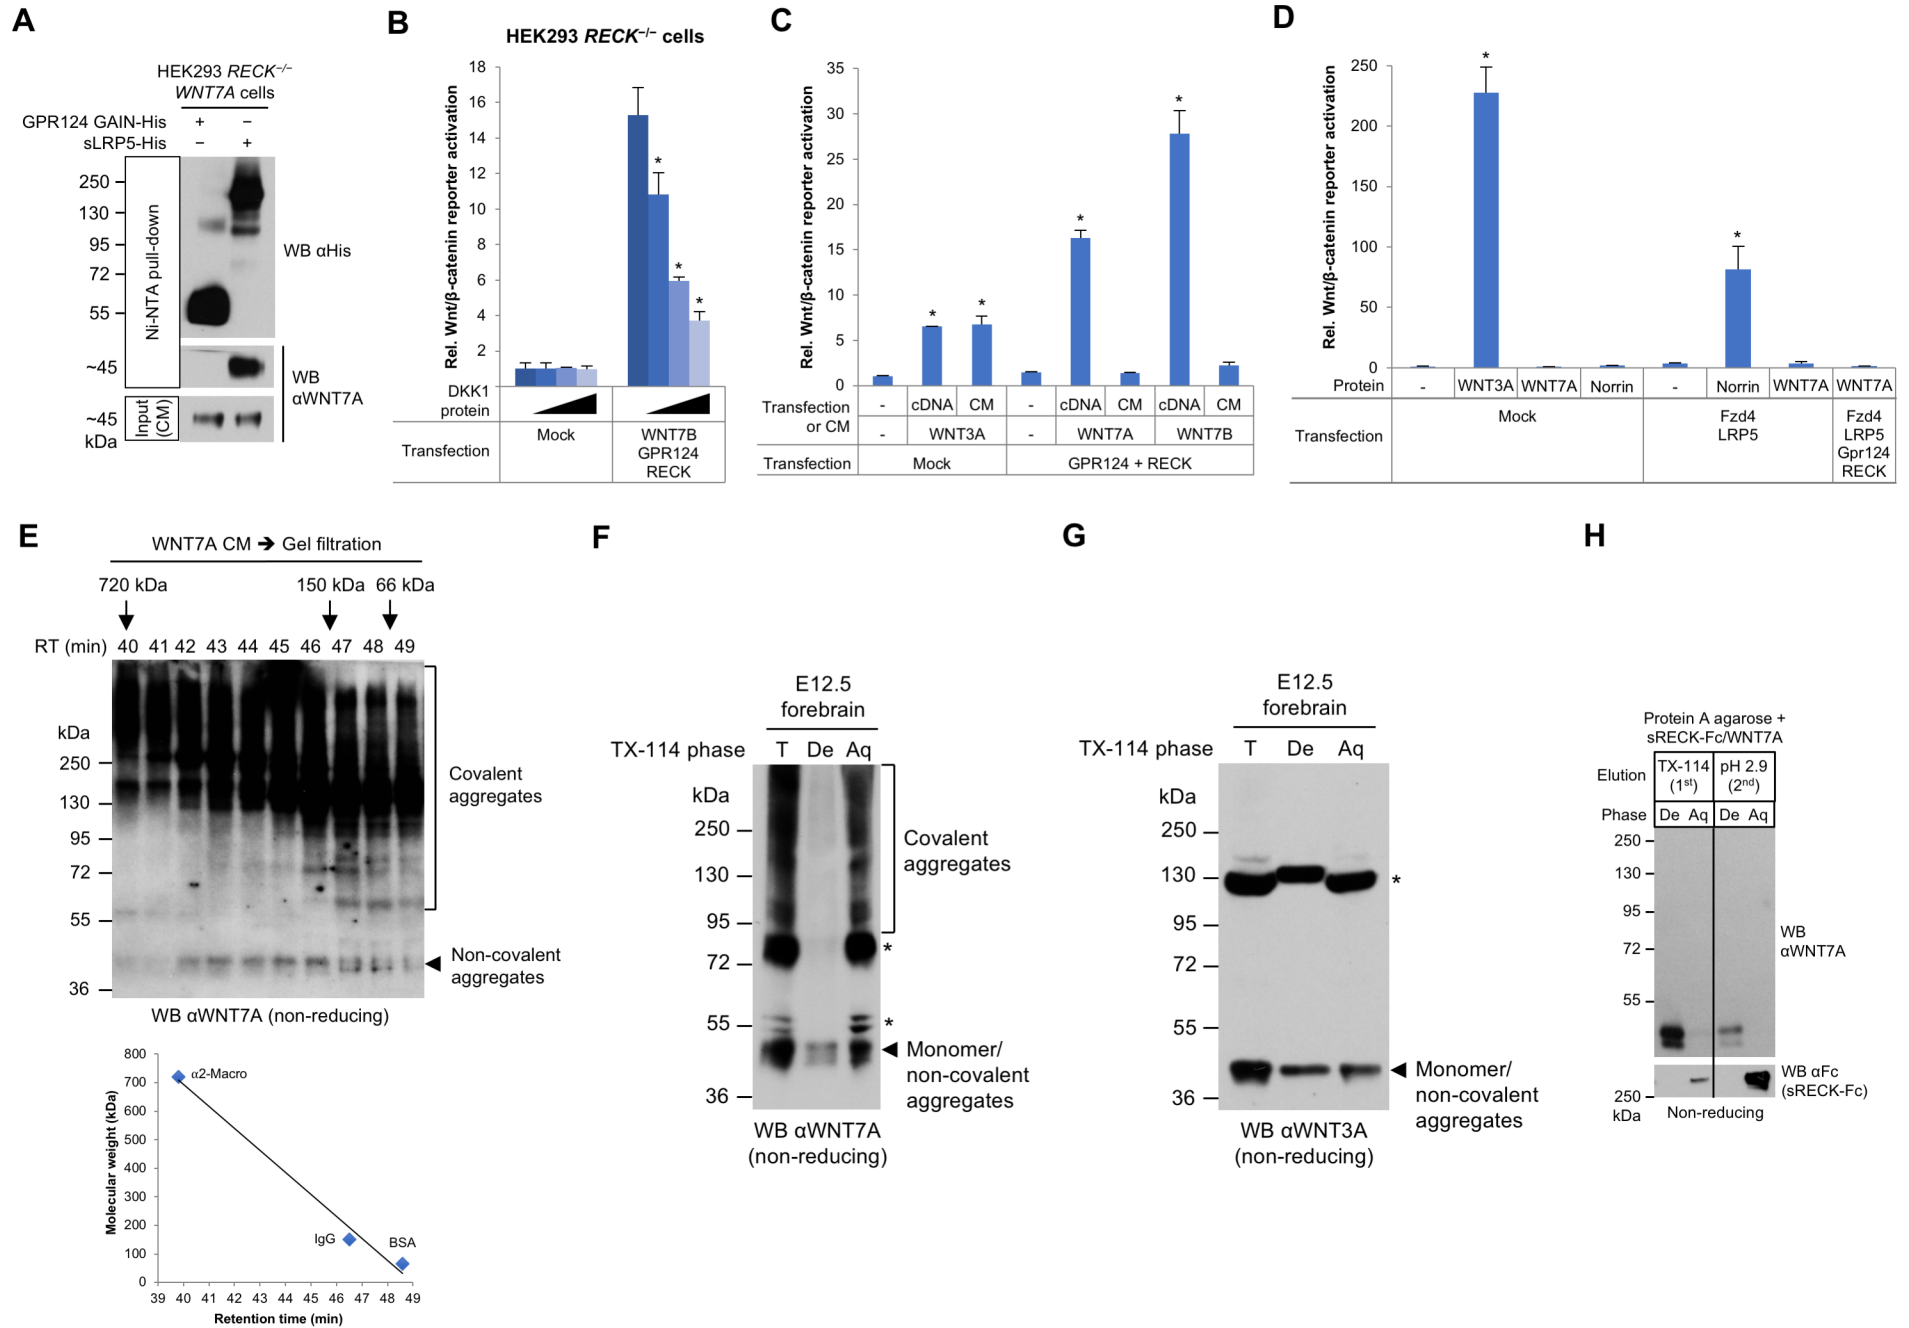 A
HEK293 RECK–/–
WNT7A cells
GPR124 GAIN-His + –
sLRP5-His – +
250
130
95
72
55
~45
~45
kDa
Ni-NTA pull-down
Input
(CM)
WB αHis
WB
αWNT7A
B
HEK293 RECK–/– cells
Rel. Wnt/β-catenin reporter activation
18
16
14
12
10
8
6
4
2
*
*
*
DKK1
protein
Transfection
Mock
WNT7B
GPR124
RECK
C
Rel. Wnt/β-catenin reporter activation
35
30
25
20
15
10
5
0
*
*
*
*
Transfection
or CM
- cDNA CM - cDNA CM cDNA CM
- WNT3A - WNT7A WNT7B
Transfection Mock GPR124 + RECK
D
Rel. Wnt/β-catenin reporter activation
250
200
150
100
50
0
*
*
Protein - WNT3A WNT7A Norrin - Norrin WNT7A WNT7A
Transfection
Mock
Fzd4
LRP5
Fzd4
LRP5
Gpr124
RECK
E
WNT7A CM ➔ Gel filtration
720 kDa 150 kDa 66 kDa
RT (min) 40 41 42 43 44 45 46 47 48 49
kDa
250
130
95
72
55
36
Covalent
aggregates
Non-covalent
aggregates
WB αWNT7A (non-reducing)
Molecular weight (kDa)
800
700
600
500
400
300
200
100
0
α2-Macro
IgG
BSA
39 40 41 42 43 44 45 46 47 48 49
Retention time (min)
F
E12.5
forebrain
TX-114 phase T De Aq
kDa
250
130
95
72
55
36
Covalent
aggregates
*
*
Monomer/
non-covalent
aggregates
WB αWNT7A
(non-reducing)
G
E12.5
forebrain
TX-114 phase T De Aq
kDa
250
130
95
72
55
36
*
Monomer/
non-covalent
aggregates
WB αWNT3A
(non-reducing)
H
Protein A agarose +
sRECK-Fc/WNT7A
Elution TX-114 (1st) pH 2.9 (2nd)
Phase De Aq De Aq
250
130
95
72
55
WB
αWNT7A
WB αFc
(sRECK-Fc)
250
kDa
Non-reducing